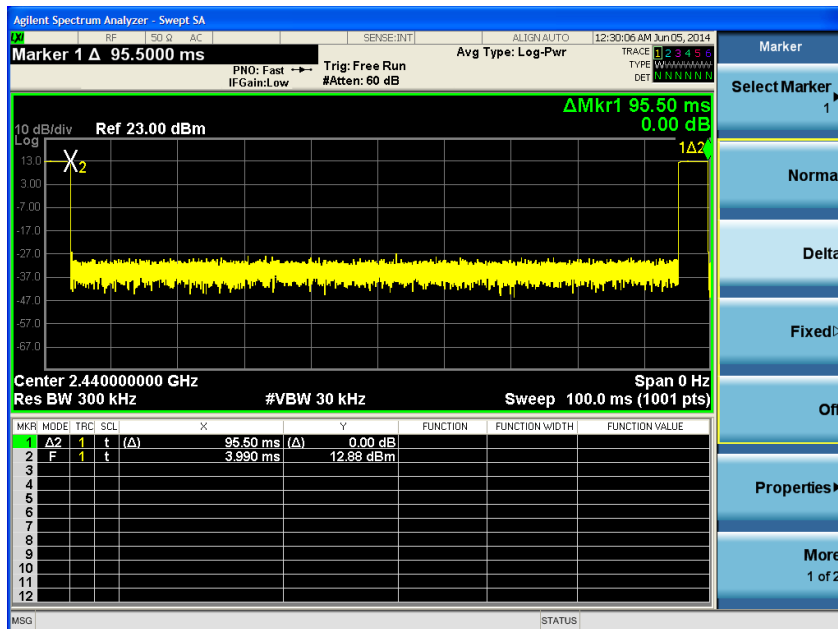 Agilent Spectrum Analyzer - Swept SA
LXI RF 50 Ω AC SENSE:INT ALIGN AUTO 12:30:06 AM Jun 05, 2014
Marker 1 Δ 95.5000 ms
PNO: Fast
IFGain:Low
Trig: Free Run
#Atten: 60 dB
Avg Type: Log-Pwr
TRACE 1 2 3 4 5 6
TYPE WWWWWW
DET N N N N N N
ΔMkr1 95.50 ms
0.00 dB
10 dB/div Ref 23.00 dBm
Log
1Δ2
2
13.0
3.00
-7.00
-17.0
-27.0
-37.0
-47.0
-57.0
-67.0
Center 2.440000000 GHz Span 0 Hz
Res BW 300 kHz #VBW 30 kHz Sweep 100.0 ms (1001 pts)
MKR MODE TRC SCL X Y FUNCTION FUNCTION WIDTH FUNCTION VALUE
1 Δ2 1 t (Δ) 95.50 ms (Δ) 0.00 dB
2 F 1 t 3.990 ms 12.88 dBm
3
4
5
6
7
8
9
10
11
12
MSG STATUS
Marker
Select Marker
1
Norma
Delta
Fixed
Off
Properties
More
1 of 2